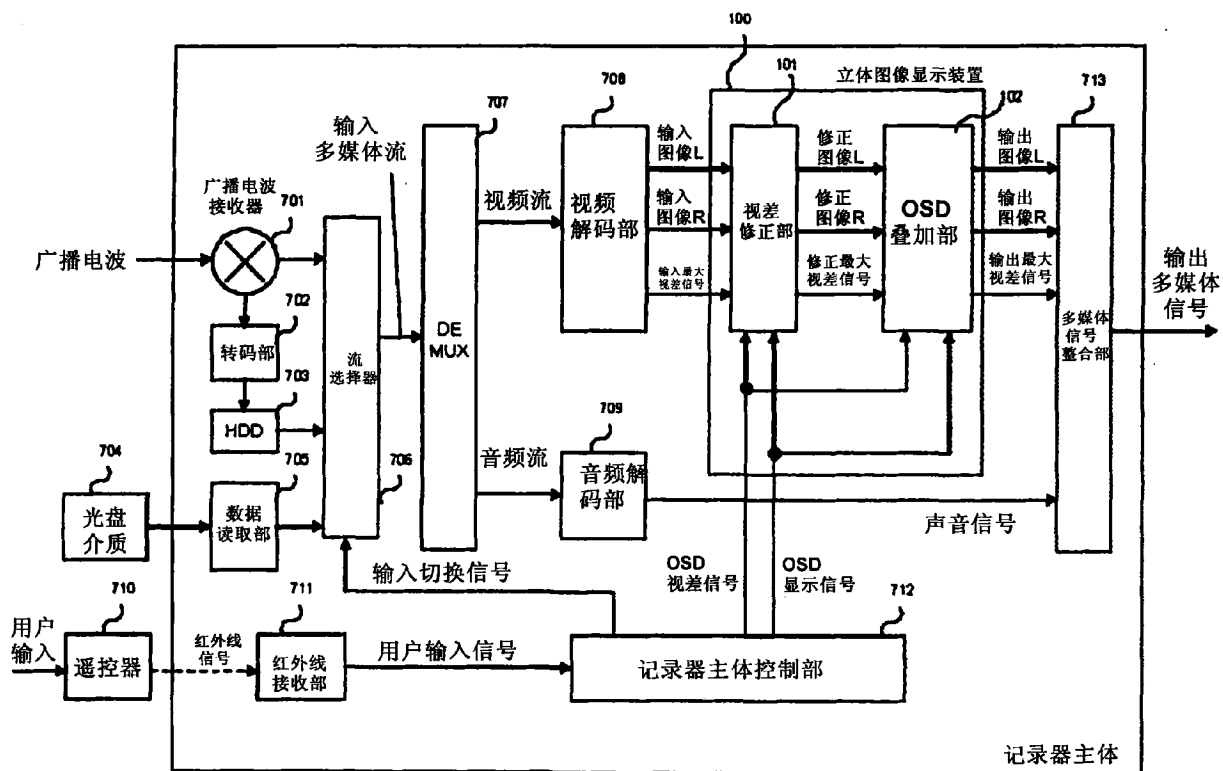 100
立体图像显示装置
101
102
713
707
708
输入
多媒体流
输入
图像L
修正
图像L
输出
图像L
广播电波
接收器
701
视频流
视频
解码部
输入
图像R
视差
修正部
修正
图像R
OSD
叠加部
输出
图像R
广播电波
输入最大
视差信号
修正最大
视差信号
输出最大
视差信号
输出
多媒体
信号
702
转码部
流
选择器
DE
MUX
多媒体
信号
整合部
703
HDD
709
704
705
706
音频流
音频解
码部
光盘
介质
数据
读取部
声音信号
输入切换信号
OSD
视差信号
OSD
显示信号
710
711
712
用户
输入
遥控器
红外线
信号
红外线
接收部
用户输入信号
记录器主体控制部
记录器主体